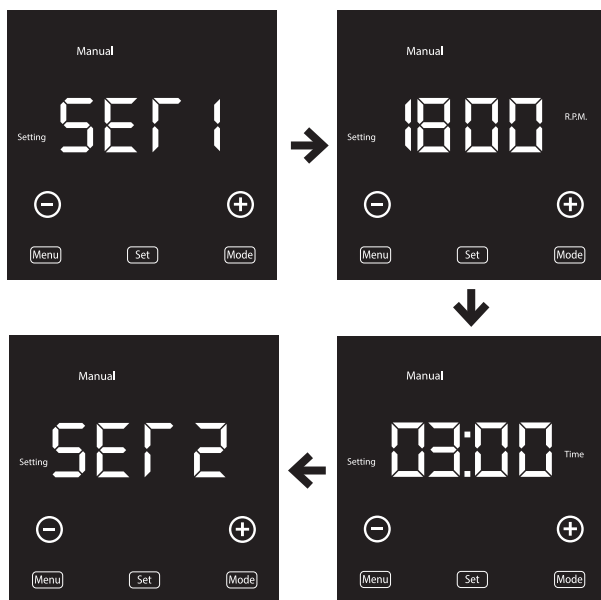 Manual
Setting SET 1
Menu Set Mode
Manual
Setting 1800 R.P.M.
Menu Set Mode
Manual
Setting 03:00 Time
Menu Set Mode
Manual
Setting SET 2
Menu Set Mode